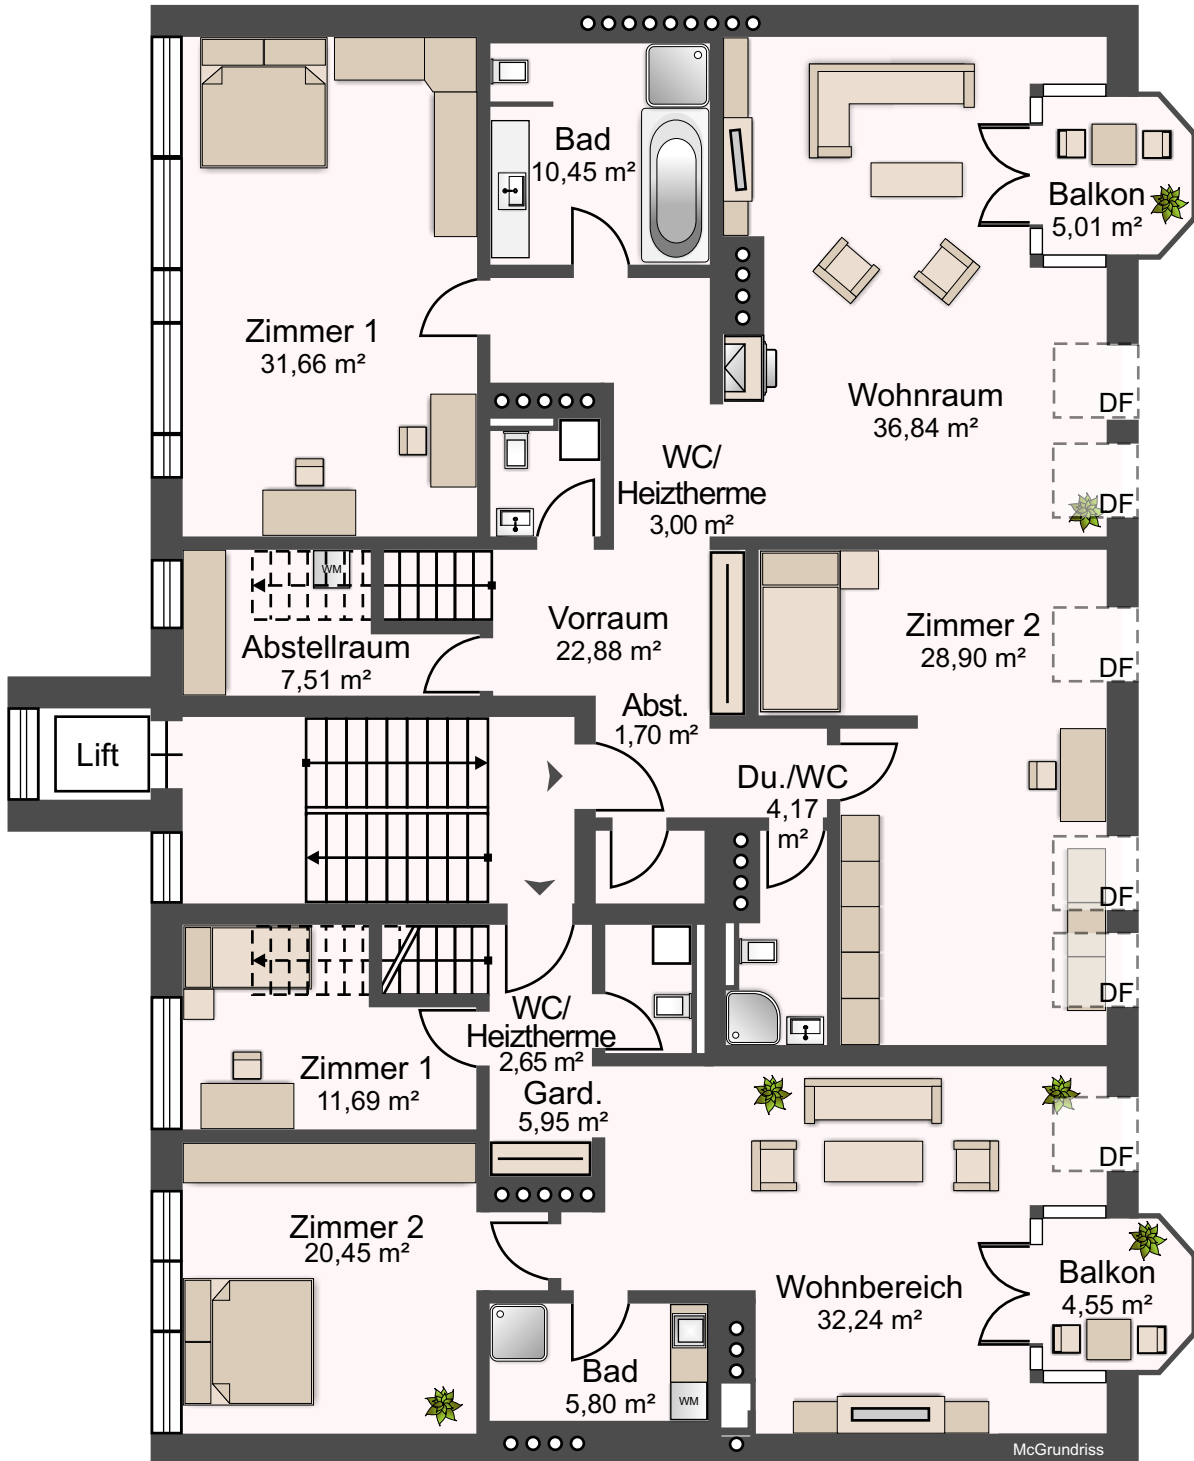 Bad
10,45 m²
Balkon
5,01 m²
Zimmer 1
31,66 m²
Wohnraum
36,84 m²
DF
DF
WC/
Heiztherme
3,00 m²
WM
Abstellraum
7,51 m²
Vorraum
22,88 m²
Zimmer 2
28,90 m²
DF
Abst.
1,70 m²
Lift
Du./WC
4,17
m²
DF
DF
WC/
Heiztherme
2,65 m²
Zimmer 1
11,69 m²
Gard.
5,95 m²
DF
Zimmer 2
20,45 m²
Wohnbereich
32,24 m²
Balkon
4,55 m²
Bad
5,80 m²
WM
McGrundriss